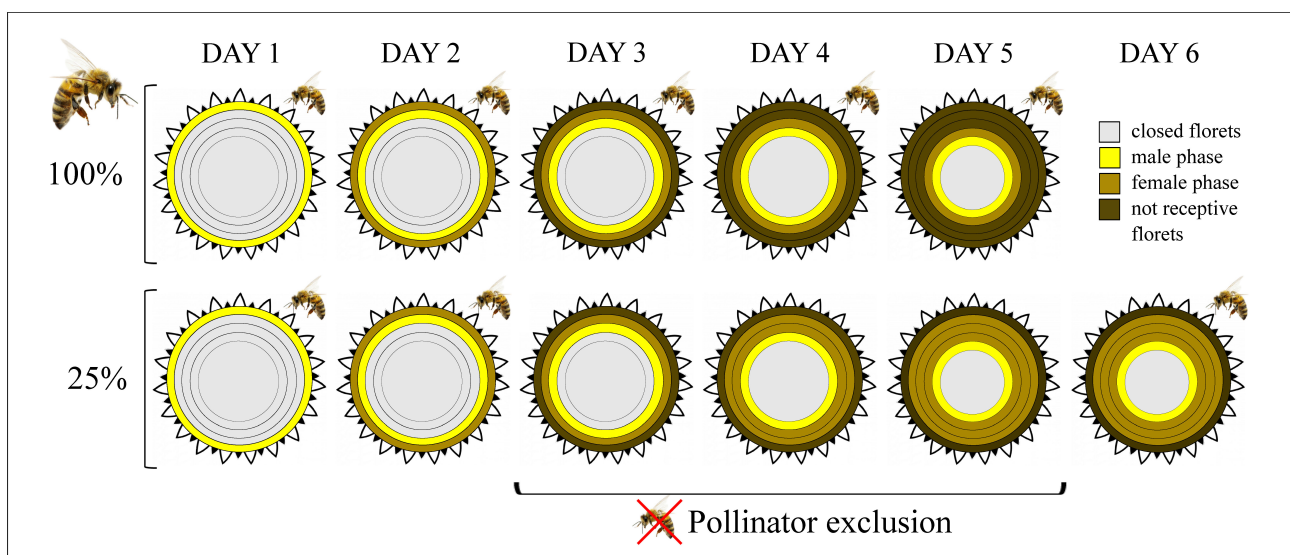 DAY 1 DAY 2 DAY 3 DAY 4 DAY 5 DAY 6
100%
closed florets
male phase
female phase
not receptive
florets
25%
Pollinator exclusion